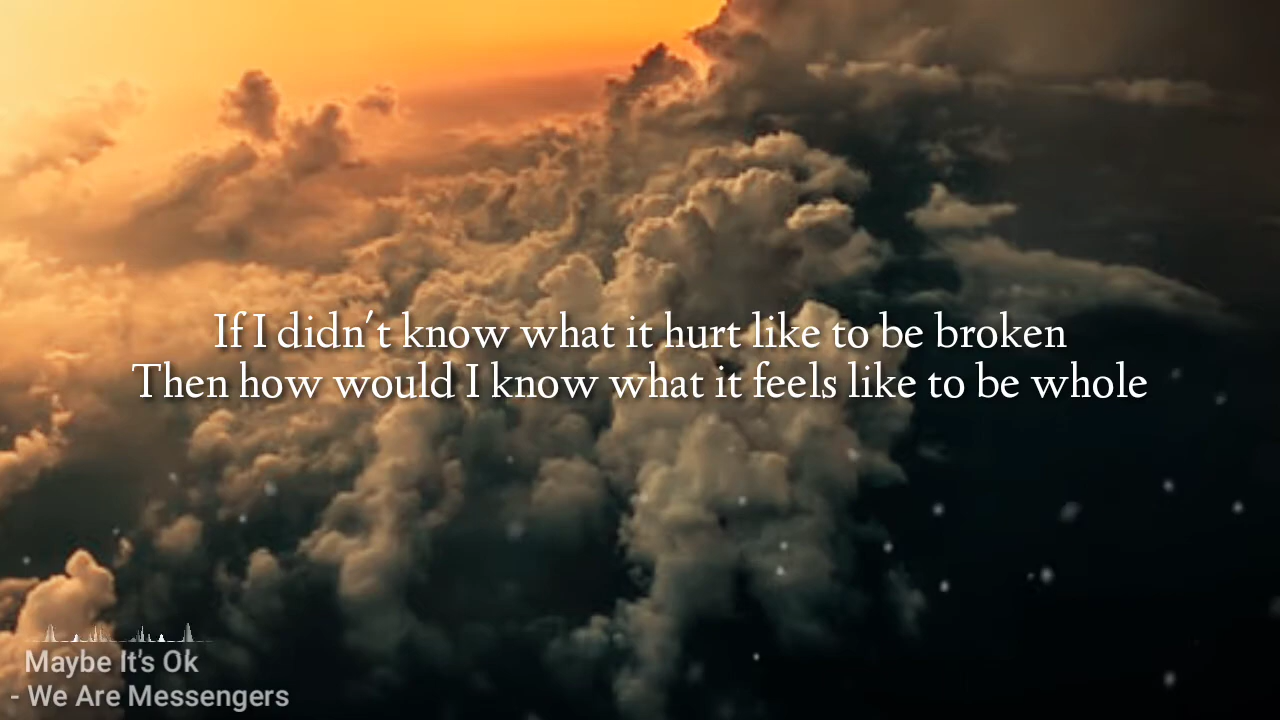 If I didn't know what it hurt like to be broken
Then how would I know what it feels like to be whole
Maybe It's Ok
- We Are Messengers